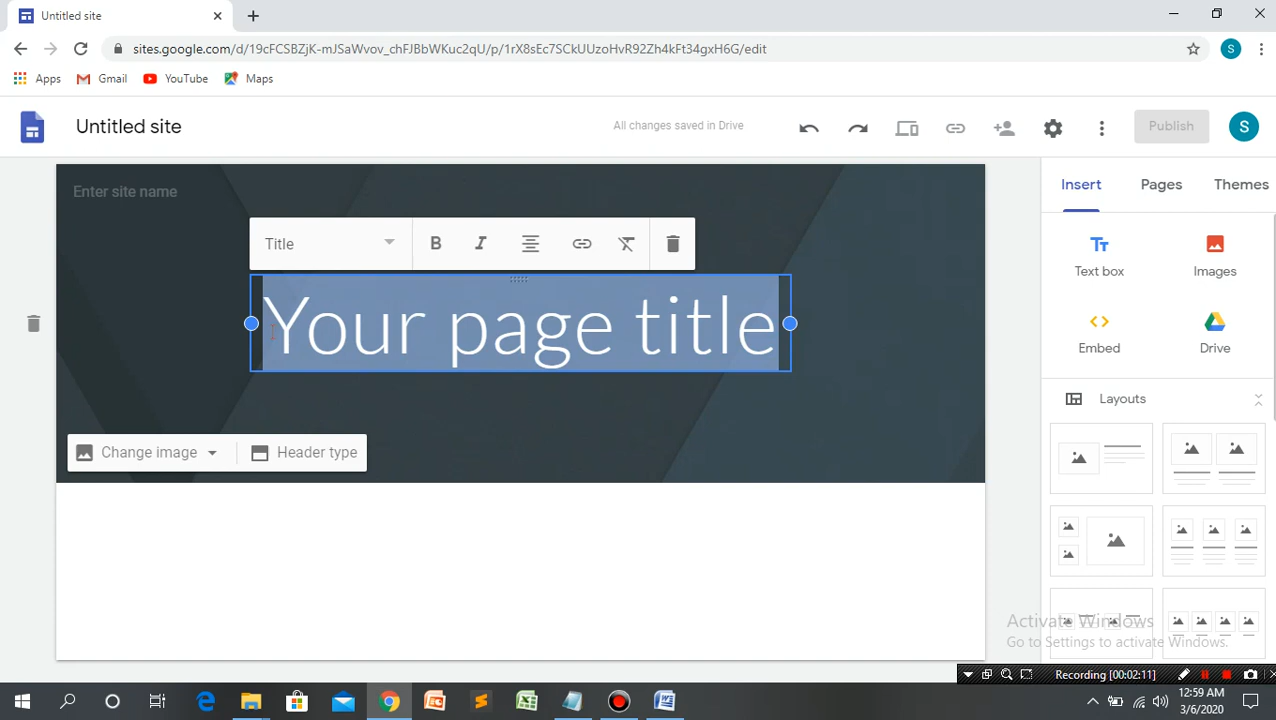 Untitled site
sites.google.com/d/19cFCSBZjK-mJSaWvov_chFJBbWKuc2qU/p/1rX8sEc7SCkUUzoHvR92Zh4kFt34gxH6G/edit
S
Apps
Gmail
YouTube
Maps
Untitled site
All changes saved in Drive
Publish
S
Enter site name
Insert
Pages
Themes
Title
B
I
Text box
Images
Your page title
Embed
Drive
Layouts
Change image
Header type
Activate Windows
Go to Settings to activate Windows.
Recording [00:02:11]
12:59 AM
3/6/2020